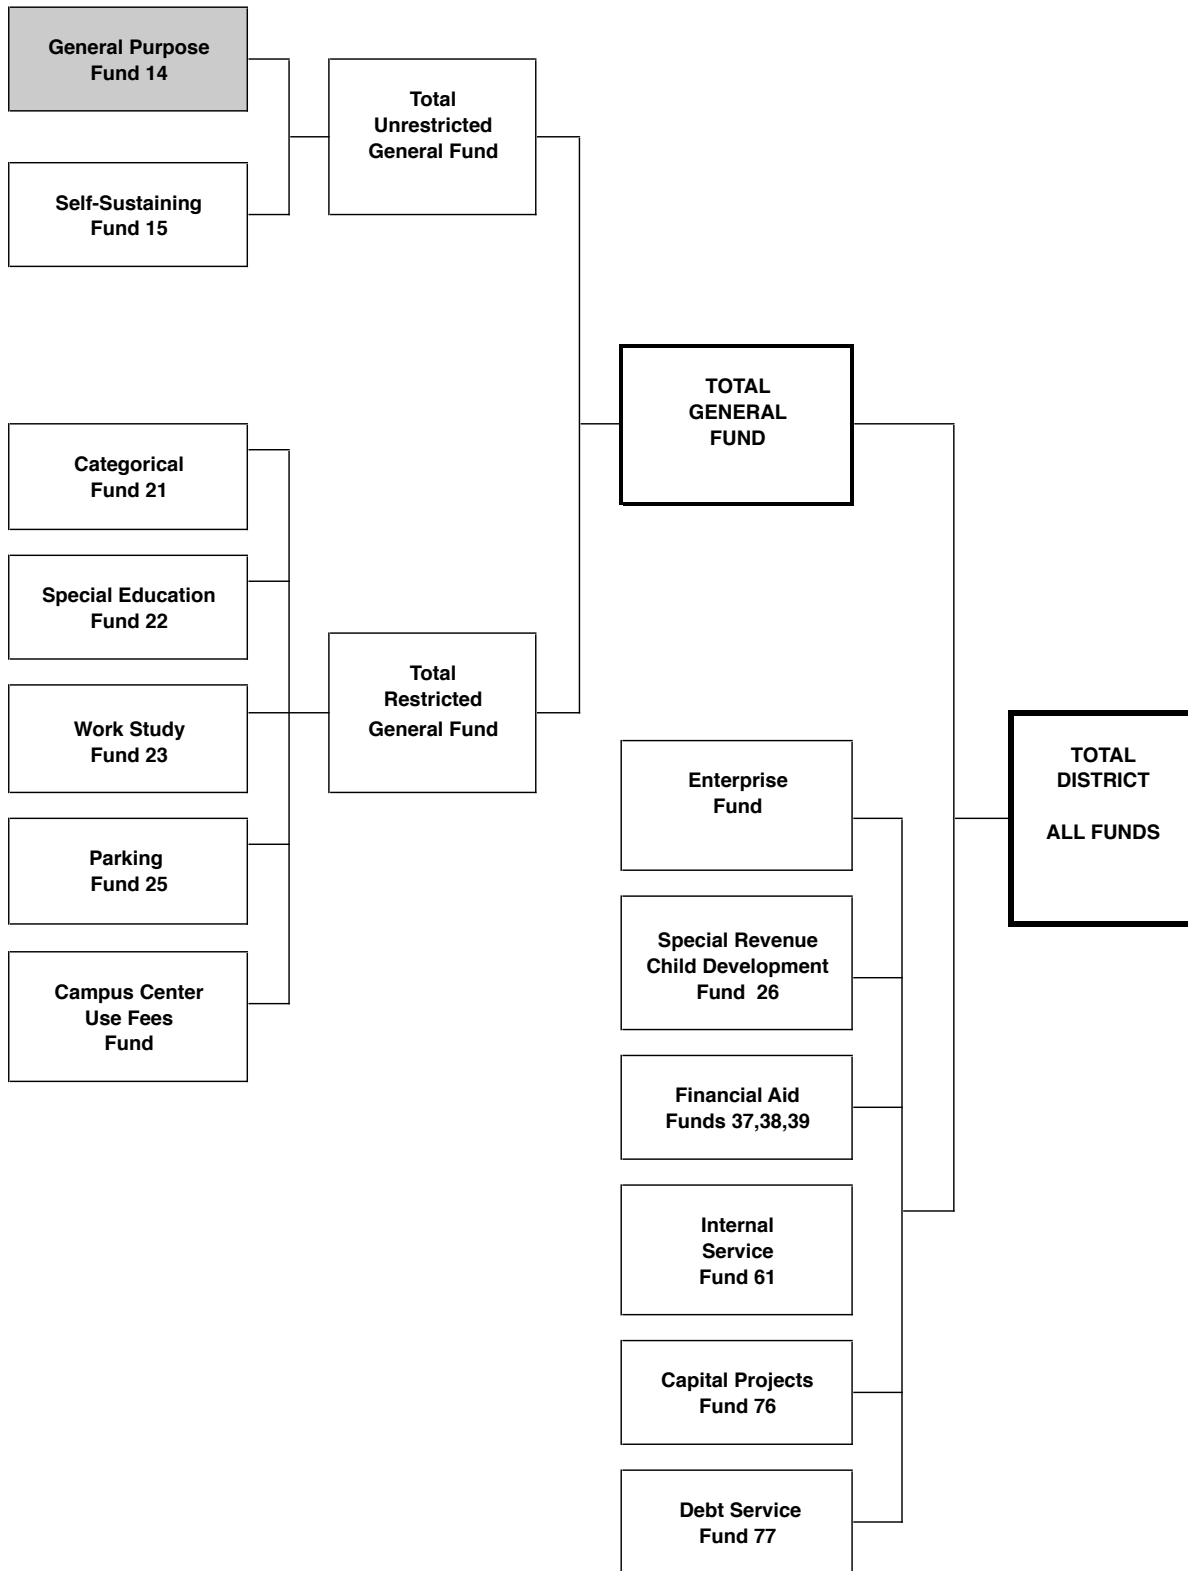 General Purpose
Fund 14
Total
Unrestricted
General Fund
Self-Sustaining
Fund 15
TOTAL
GENERAL
FUND
Categorical
Fund 21
Special Education
Fund 22
Total
Restricted
General Fund
Work Study
Fund 23
Parking
Fund 25
Campus Center
Use Fees
Fund
Enterprise
Fund
TOTAL
DISTRICT
ALL FUNDS
Special Revenue
Child Development
Fund  26
Financial Aid
Funds 37,38,39
Internal
Service
Fund 61
Capital Projects
Fund 76
Debt Service
Fund 77